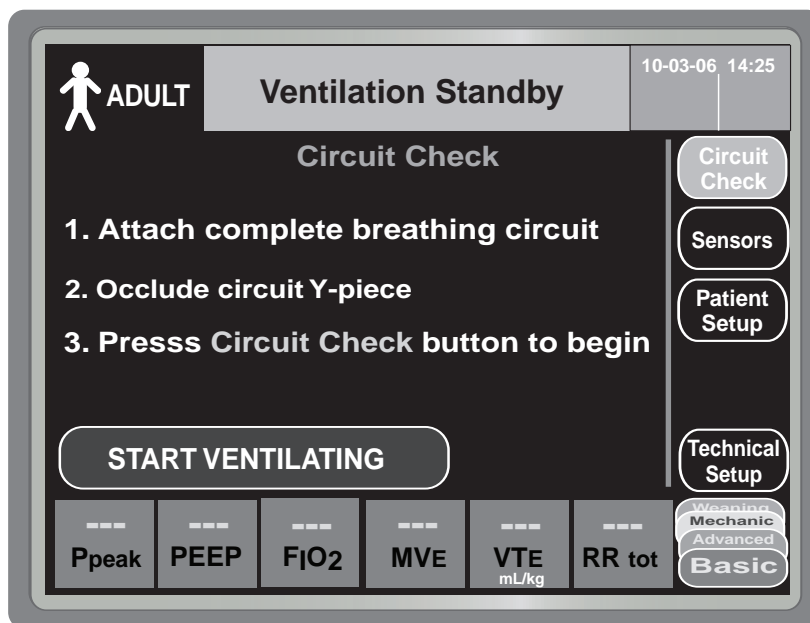 ADULT
Ventilation Standby
10-03-06 14:25
Circuit Check
1. Attach complete breathing circuit
2. Occlude circuit Y-piece
3. Presss Circuit Check button to begin
START VENTILATING
Circuit
Check
Sensors
Patient
Setup
Technical
Setup
Weaning
Mechanic
Advanced
Basic
--- --- --- --- --- ---
Ppeak PEEP FIO2 MVE VTE RR tot
mL/kg